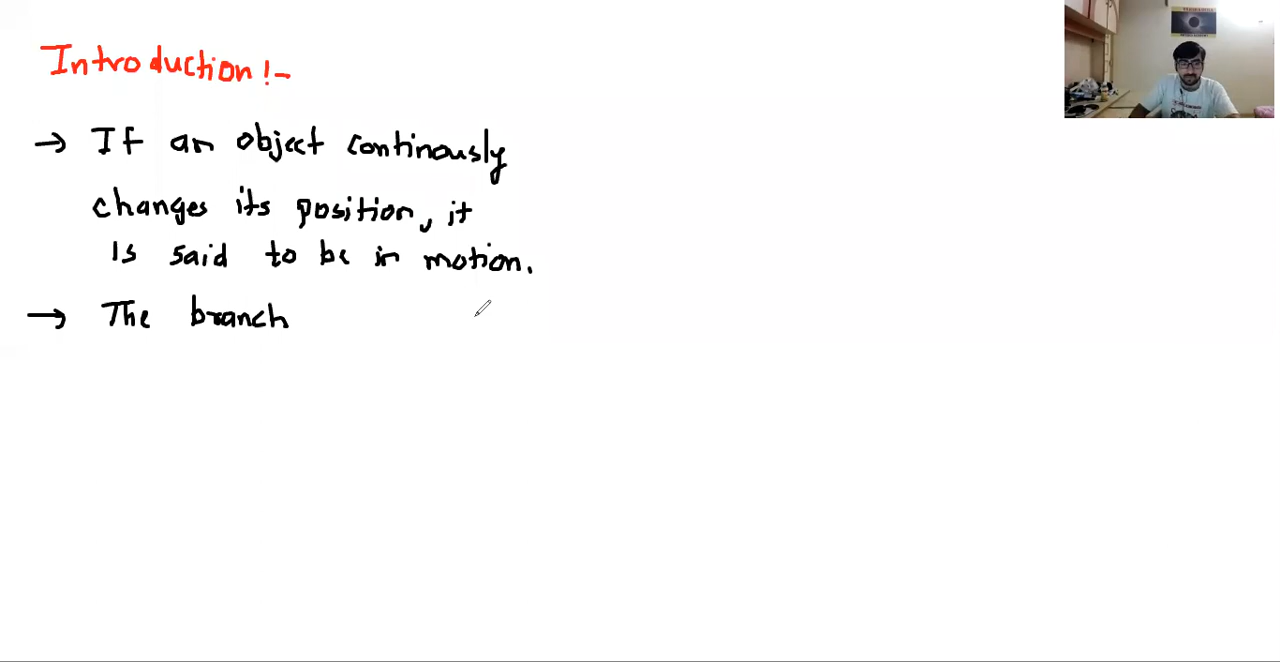 Introduction:-
→ If an object continously
changes its position, it
is said to be in motion.
→ The branch